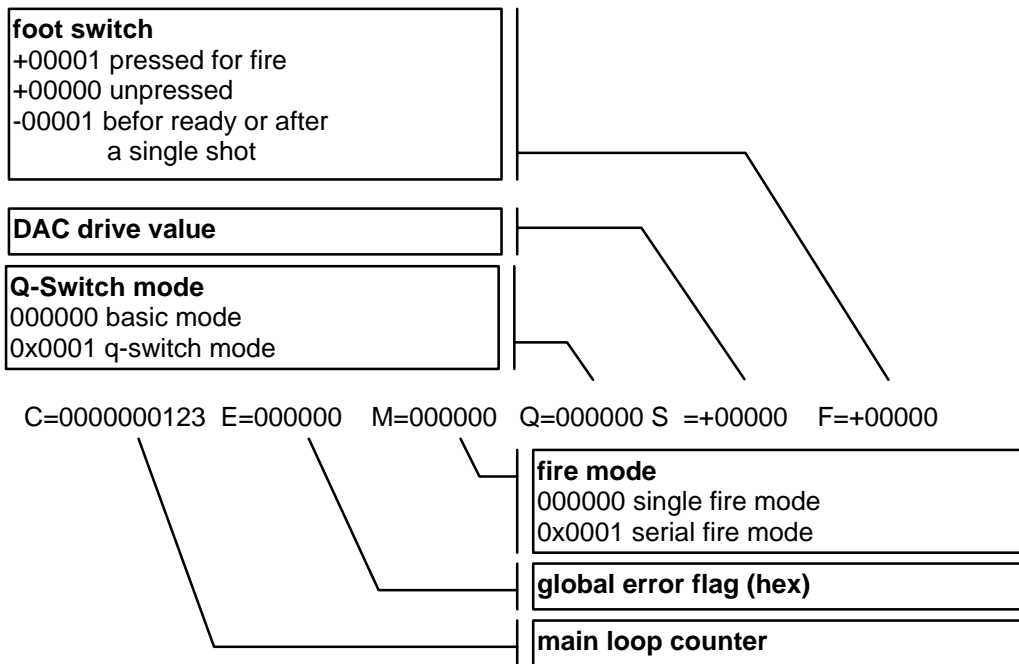 foot switch
+00001 pressed for fire
+00000 unpressed
-00001 befor ready or after
a single shot
DAC drive value
Q-Switch mode
000000 basic mode
0x0001 q-switch mode
C=0000000123 E=000000 M=000000 Q=000000 S =+00000 F=+00000
fire mode
000000 single fire mode
0x0001 serial fire mode
global error flag (hex)
main loop counter